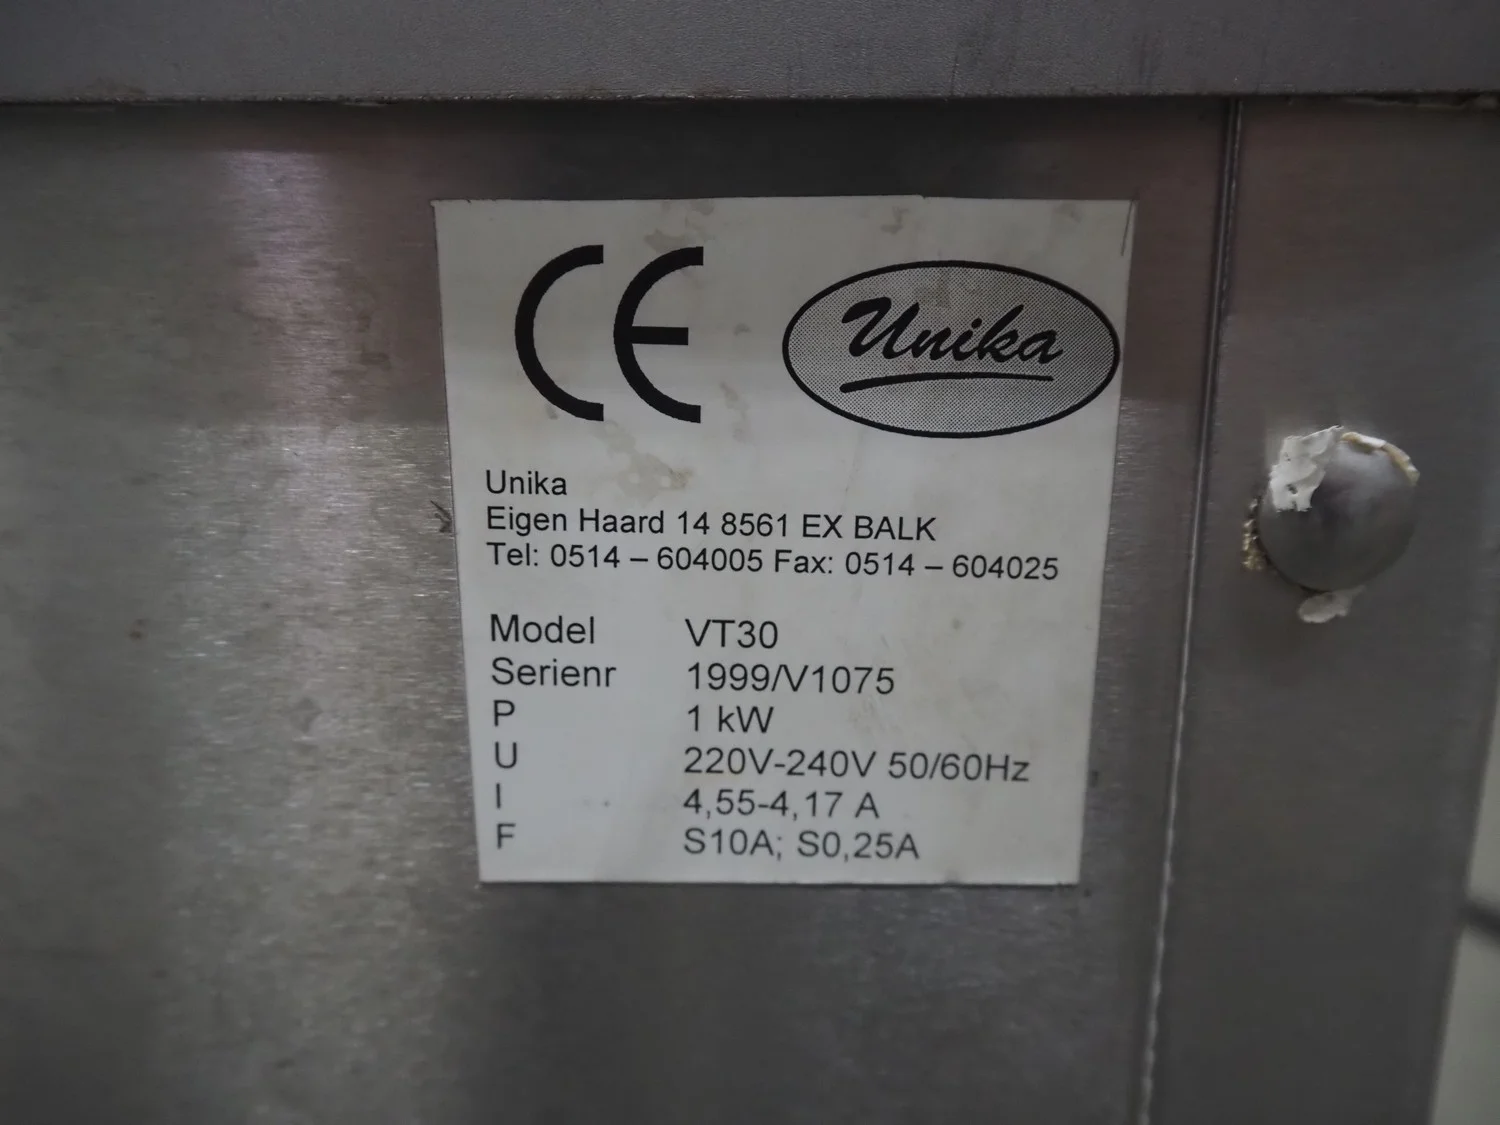 CE
Unika
Unika
Eigen Haard 14 8561 EX BALK
Tel: 0514 – 604005 Fax: 0514 – 604025
Model VT30
Serienr 1999/V1075
P 1 kW
U 220V-240V 50/60Hz
I 4,55-4,17 A
F S10A; S0,25A